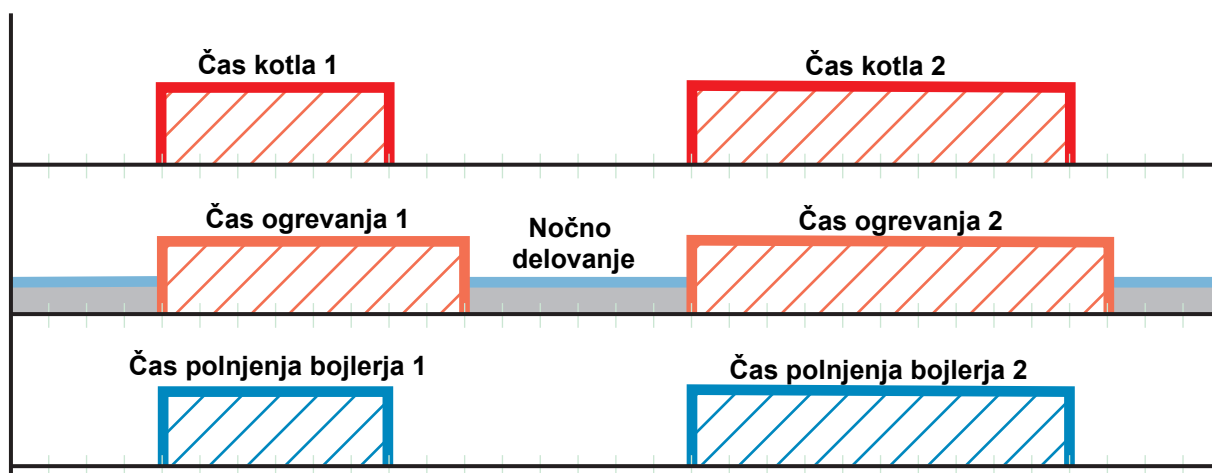 Čas kotla 1
Čas kotla 2
Čas ogrevanja 1
Nočno
delovanje
Čas ogrevanja 2
Čas polnjenja bojlerja 1
Čas polnjenja bojlerja 2